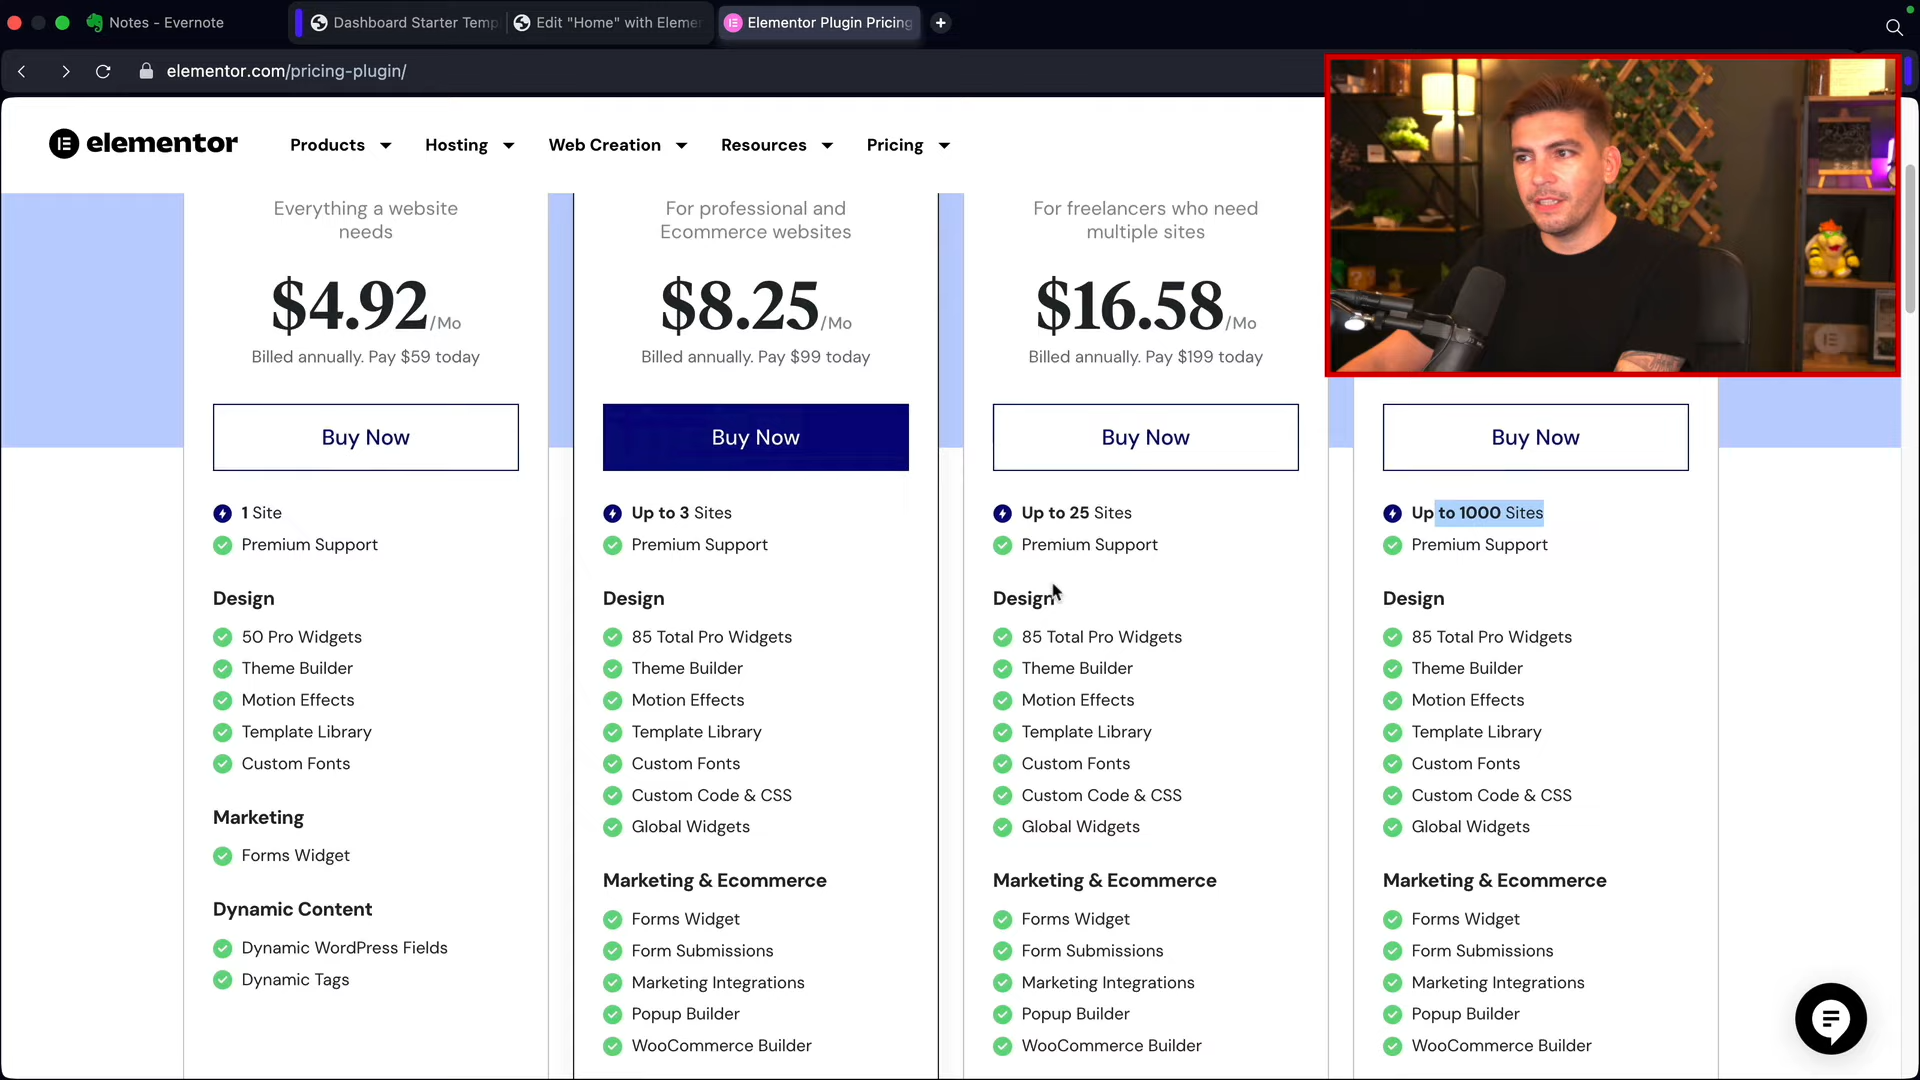 Notes - Evernote
Dashboard Starter Temp
Edit "Home" with Eleme
Elementor Plugin Pricing
elementor.com/pricing-plugin/
elementor
Products
Hosting
Web Creation
Resources
Pricing
Everything a website
needs
$4.92/Mo
Billed annually. Pay $59 today
Buy Now
1 Site
Premium Support
Design
50 Pro Widgets
Theme Builder
Motion Effects
Template Library
Custom Fonts
Marketing
Forms Widget
Dynamic Content
Dynamic WordPress Fields
Dynamic Tags
For professional and
Ecommerce websites
$8.25/Mo
Billed annually. Pay $99 today
Buy Now
Up to 3 Sites
Premium Support
Design
85 Total Pro Widgets
Theme Builder
Motion Effects
Template Library
Custom Fonts
Custom Code & CSS
Global Widgets
Marketing & Ecommerce
Forms Widget
Form Submissions
Marketing Integrations
Popup Builder
WooCommerce Builder
For freelancers who need
multiple sites
$16.58/Mo
Billed annually. Pay $199 today
Buy Now
Up to 25 Sites
Premium Support
Design
85 Total Pro Widgets
Theme Builder
Motion Effects
Template Library
Custom Fonts
Custom Code & CSS
Global Widgets
Marketing & Ecommerce
Forms Widget
Form Submissions
Marketing Integrations
Popup Builder
WooCommerce Builder
Buy Now
Up to 1000 Sites
Premium Support
Design
85 Total Pro Widgets
Theme Builder
Motion Effects
Template Library
Custom Fonts
Custom Code & CSS
Global Widgets
Marketing & Ecommerce
Forms Widget
Form Submissions
Marketing Integrations
Popup Builder
WooCommerce Builder